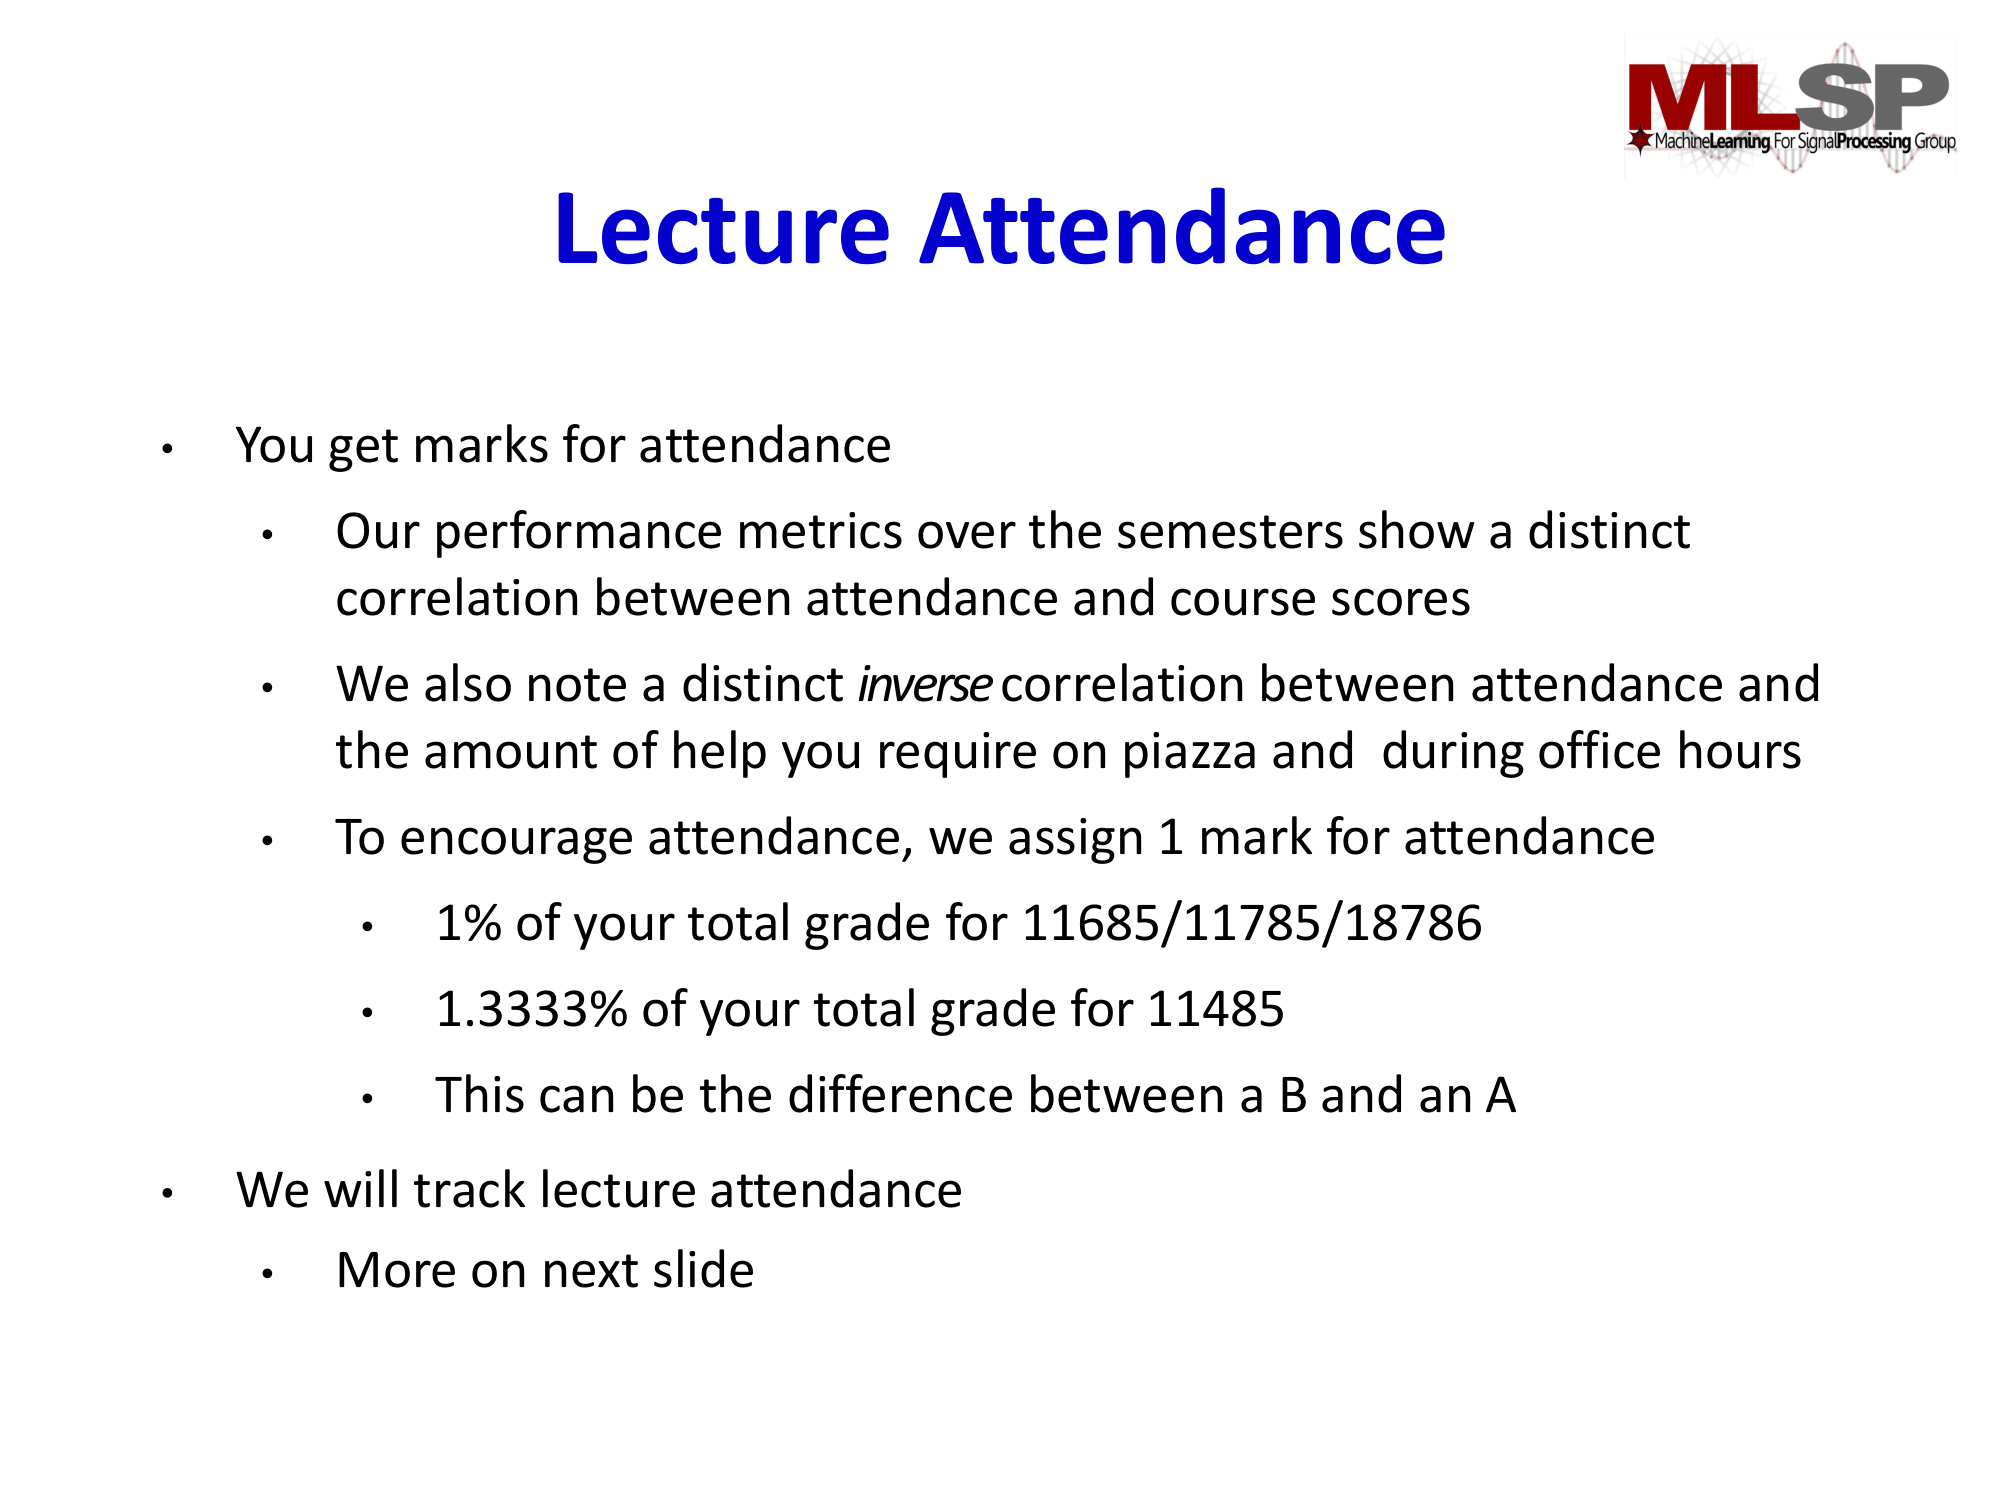 MLSP
MachineLearning For SignalProcessing Group
Lecture Attendance
• You get marks for attendance
• Our performance metrics over the semesters show a distinct
correlation between attendance and course scores
• We also note a distinct inverse correlation between attendance and
the amount of help you require on piazza and  during office hours
• To encourage attendance, we assign 1 mark for attendance
• 1% of your total grade for 11685/11785/18786
• 1.3333% of your total grade for 11485
• This can be the difference between a B and an A
• We will track lecture attendance
• More on next slide